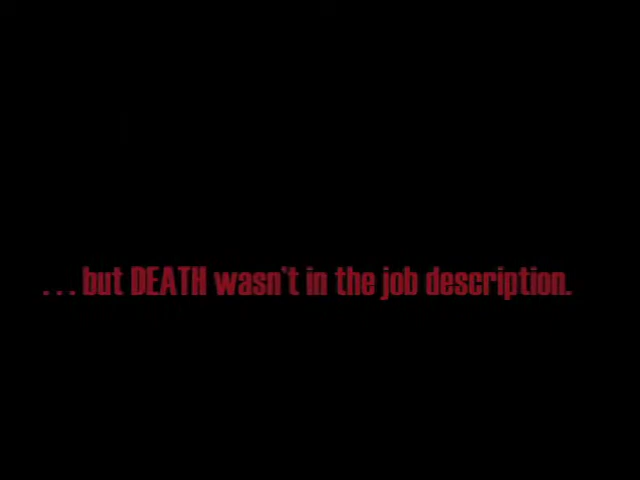 . . . but DEATH wasn't in the job description.